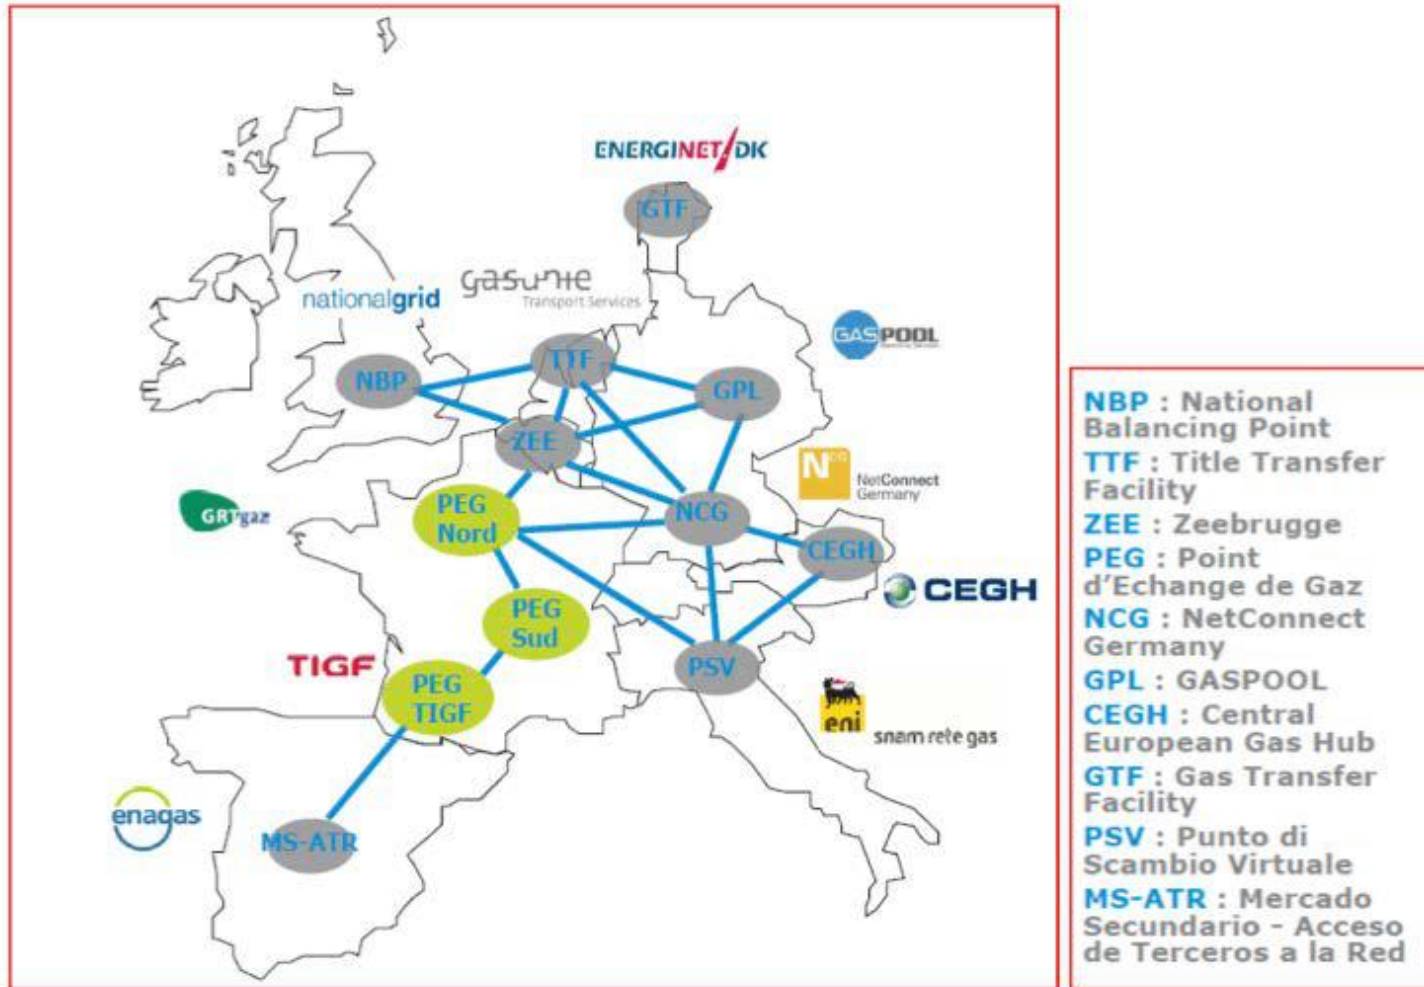 ENERGINET/DK
GTF
gasunie
Transport Services
nationalgrid
GASPOOL
TTF
NBP
GPL
ZEE
NCG
NetConnect
Germany
GRTgaz
PEG
Nord
NCG
CEGH
CEGH
PEG
Sud
TIGF
PSV
PEG
TIGF
eni
snam rete gas
enagas
MS-ATR
NBP : National
Balancing Point
TTF : Title Transfer
Facility
ZEE : Zeebrugge
PEG : Point
d'Echange de Gaz
NCG : NetConnect
Germany
GPL : GASPOOL
CEGH : Central
European Gas Hub
GTF : Gas Transfer
Facility
PSV : Punto di
Scambio Virtuale
MS-ATR : Mercado
Secundario - Acceso
de Terceros a la Red